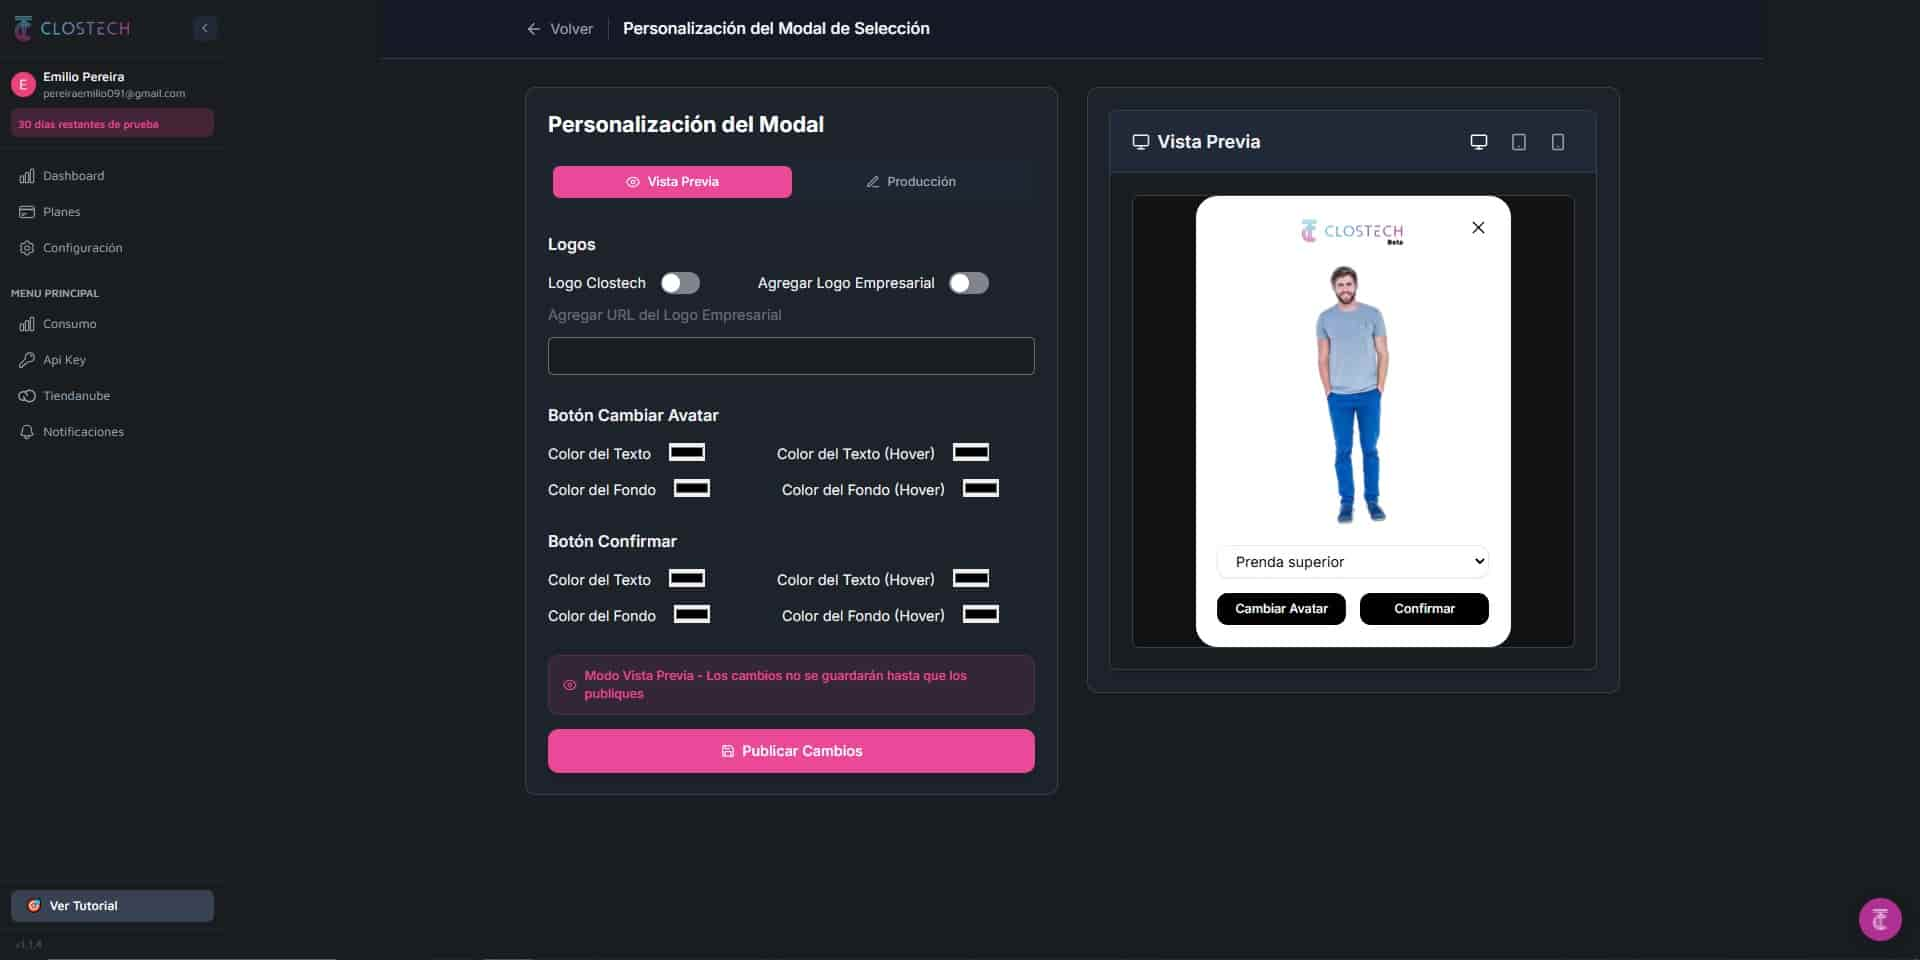 CLOSTECH
E
Emilio Pereira
pereiraemilio091@gmail.com
30 días restantes de prueba
Dashboard
Planes
Configuración
MENU PRINCIPAL
Consumo
Api Key
Tiendanube
Notificaciones
Ver Tutorial
v1.1.4
Volver
Personalización del Modal de Selección
Personalización del Modal
Vista Previa
Producción
Logos
Logo Clostech
Agregar Logo Empresarial
Agregar URL del Logo Empresarial
Botón Cambiar Avatar
Color del Texto
Color del Texto (Hover)
Color del Fondo
Color del Fondo (Hover)
Botón Confirmar
Color del Texto
Color del Texto (Hover)
Color del Fondo
Color del Fondo (Hover)
Modo Vista Previa - Los cambios no se guardarán hasta que los
publiques
Publicar Cambios
Vista Previa
CLOSTECH
Beta
Prenda superior
Cambiar Avatar
Confirmar